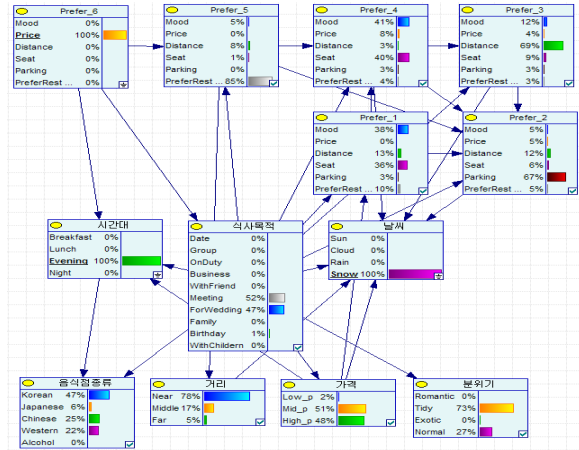 Prefer_6
Mood 0%
Price 100%
Distance 0%
Seat 0%
Parking 0%
PreferRest ... 0%
Prefer_5
Mood 5%
Price 0%
Distance 8%
Seat 1%
Parking 0%
PreferRest ... 85%
Prefer_4
Mood 41%
Price 8%
Distance 3%
Seat 40%
Parking 3%
PreferRest ... 4%
Prefer_3
Mood 12%
Price 4%
Distance 69%
Seat 9%
Parking 3%
PreferRest ... 3%
Prefer_1
Mood 38%
Price 0%
Distance 13%
Seat 36%
Parking 3%
PreferRest ... 10%
Prefer_2
Mood 5%
Price 5%
Distance 12%
Seat 6%
Parking 67%
PreferRest ... 5%
시간대
Breakfast 0%
Lunch 0%
Evening 100%
Night 0%
식사목적
Date 0%
Group 0%
OnDuty 0%
Business 0%
WithFriend 0%
Meeting 52%
ForWedding 47%
Family 0%
Birthday 1%
WithChildern 0%
날씨
Sun 0%
Cloud 0%
Rain 0%
Snow 100%
음식점종류
Korean 47%
Japanese 6%
Chinese 25%
Western 22%
Alcohol 0%
거리
Near 78%
Middle 17%
Far 5%
가격
Low_p 2%
Mid_p 51%
High_p 48%
분위기
Romantic 0%
Tidy 73%
Exotic 0%
Normal 27%